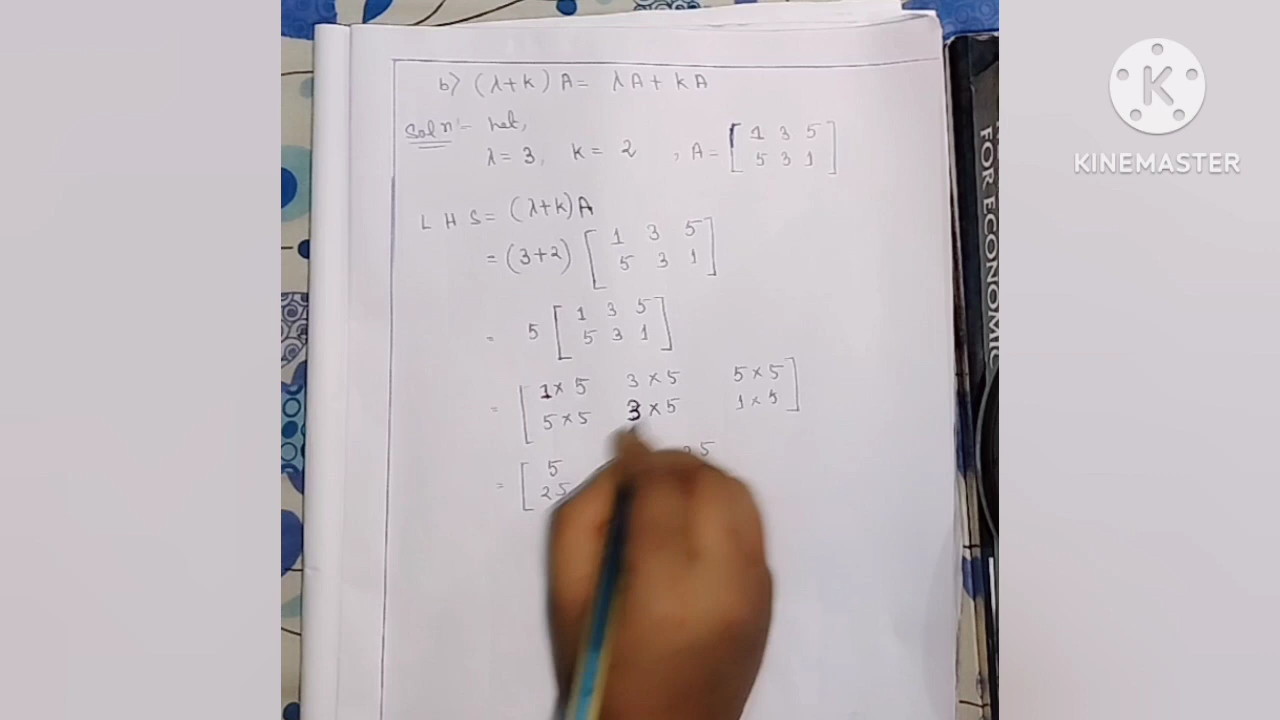 b) (λ+K) A = λA + KA
Solⁿ:- Let,
λ = 3, K = 2, A = [1 3 5
5 3 1]
L H S = (λ+K)A
= (3+2) [1 3 5
5 3 1]
= 5 [1 3 5
5 3 1]
= [1×5 3×5 5×5
5×5 3×5 1×5]
= [5 25
25
K
KINEMASTER
FOR ECONOMIC